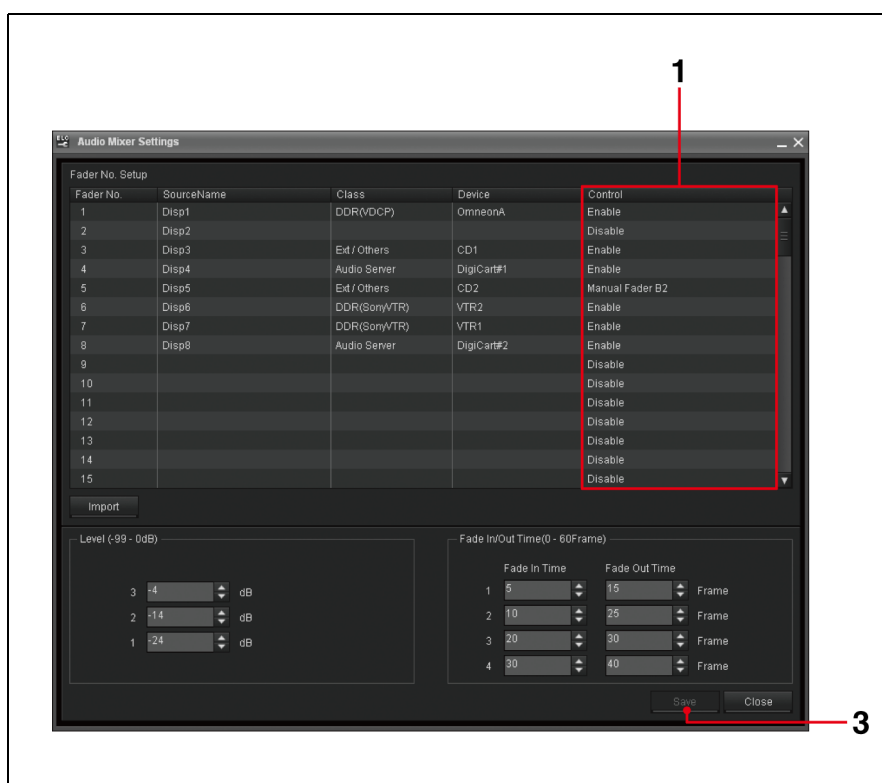 1
ELC Audio Mixer Settings
Fader No. Setup
Fader No. SourceName Class Device Control
1 Disp1 DDR(VDCP) OmneonA Enable
2 Disp2 Disable
3 Disp3 Ext / Others CD1 Enable
4 Disp4 Audio Server DigiCart#1 Enable
5 Disp5 Ext / Others CD2 Manual Fader B2
6 Disp6 DDR(SonyVTR) VTR2 Enable
7 Disp7 DDR(SonyVTR) VTR1 Enable
8 Disp8 Audio Server DigiCart#2 Enable
9 Disable
10 Disable
11 Disable
12 Disable
13 Disable
14 Disable
15 Disable
Import
Level (-99 - 0dB)
3 -4 dB
2 -14 dB
1 -24 dB
Fade In/Out Time(0 - 60Frame)
Fade In Time Fade Out Time
1 5 15 Frame
2 10 25 Frame
3 20 30 Frame
4 30 40 Frame
Save Close
3